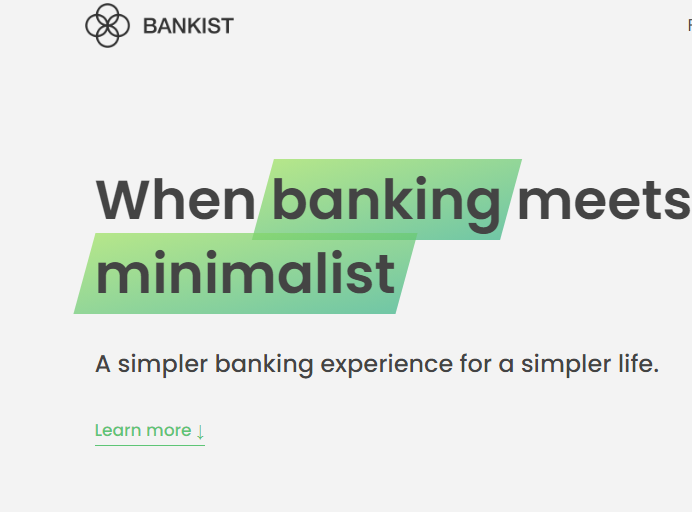 BANKIST
When banking meets
minimalist
A simpler banking experience for a simpler life.
Learn more ↓